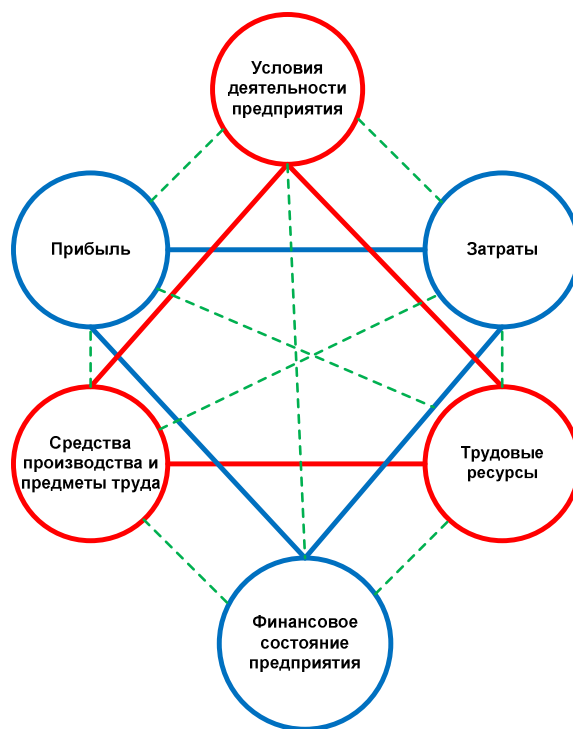 Условия
деятельности
предприятия
Прибыль
Затраты
Средства
производства и
предметы труда
Трудовые
ресурсы
Финансовое
состояние
предприятия